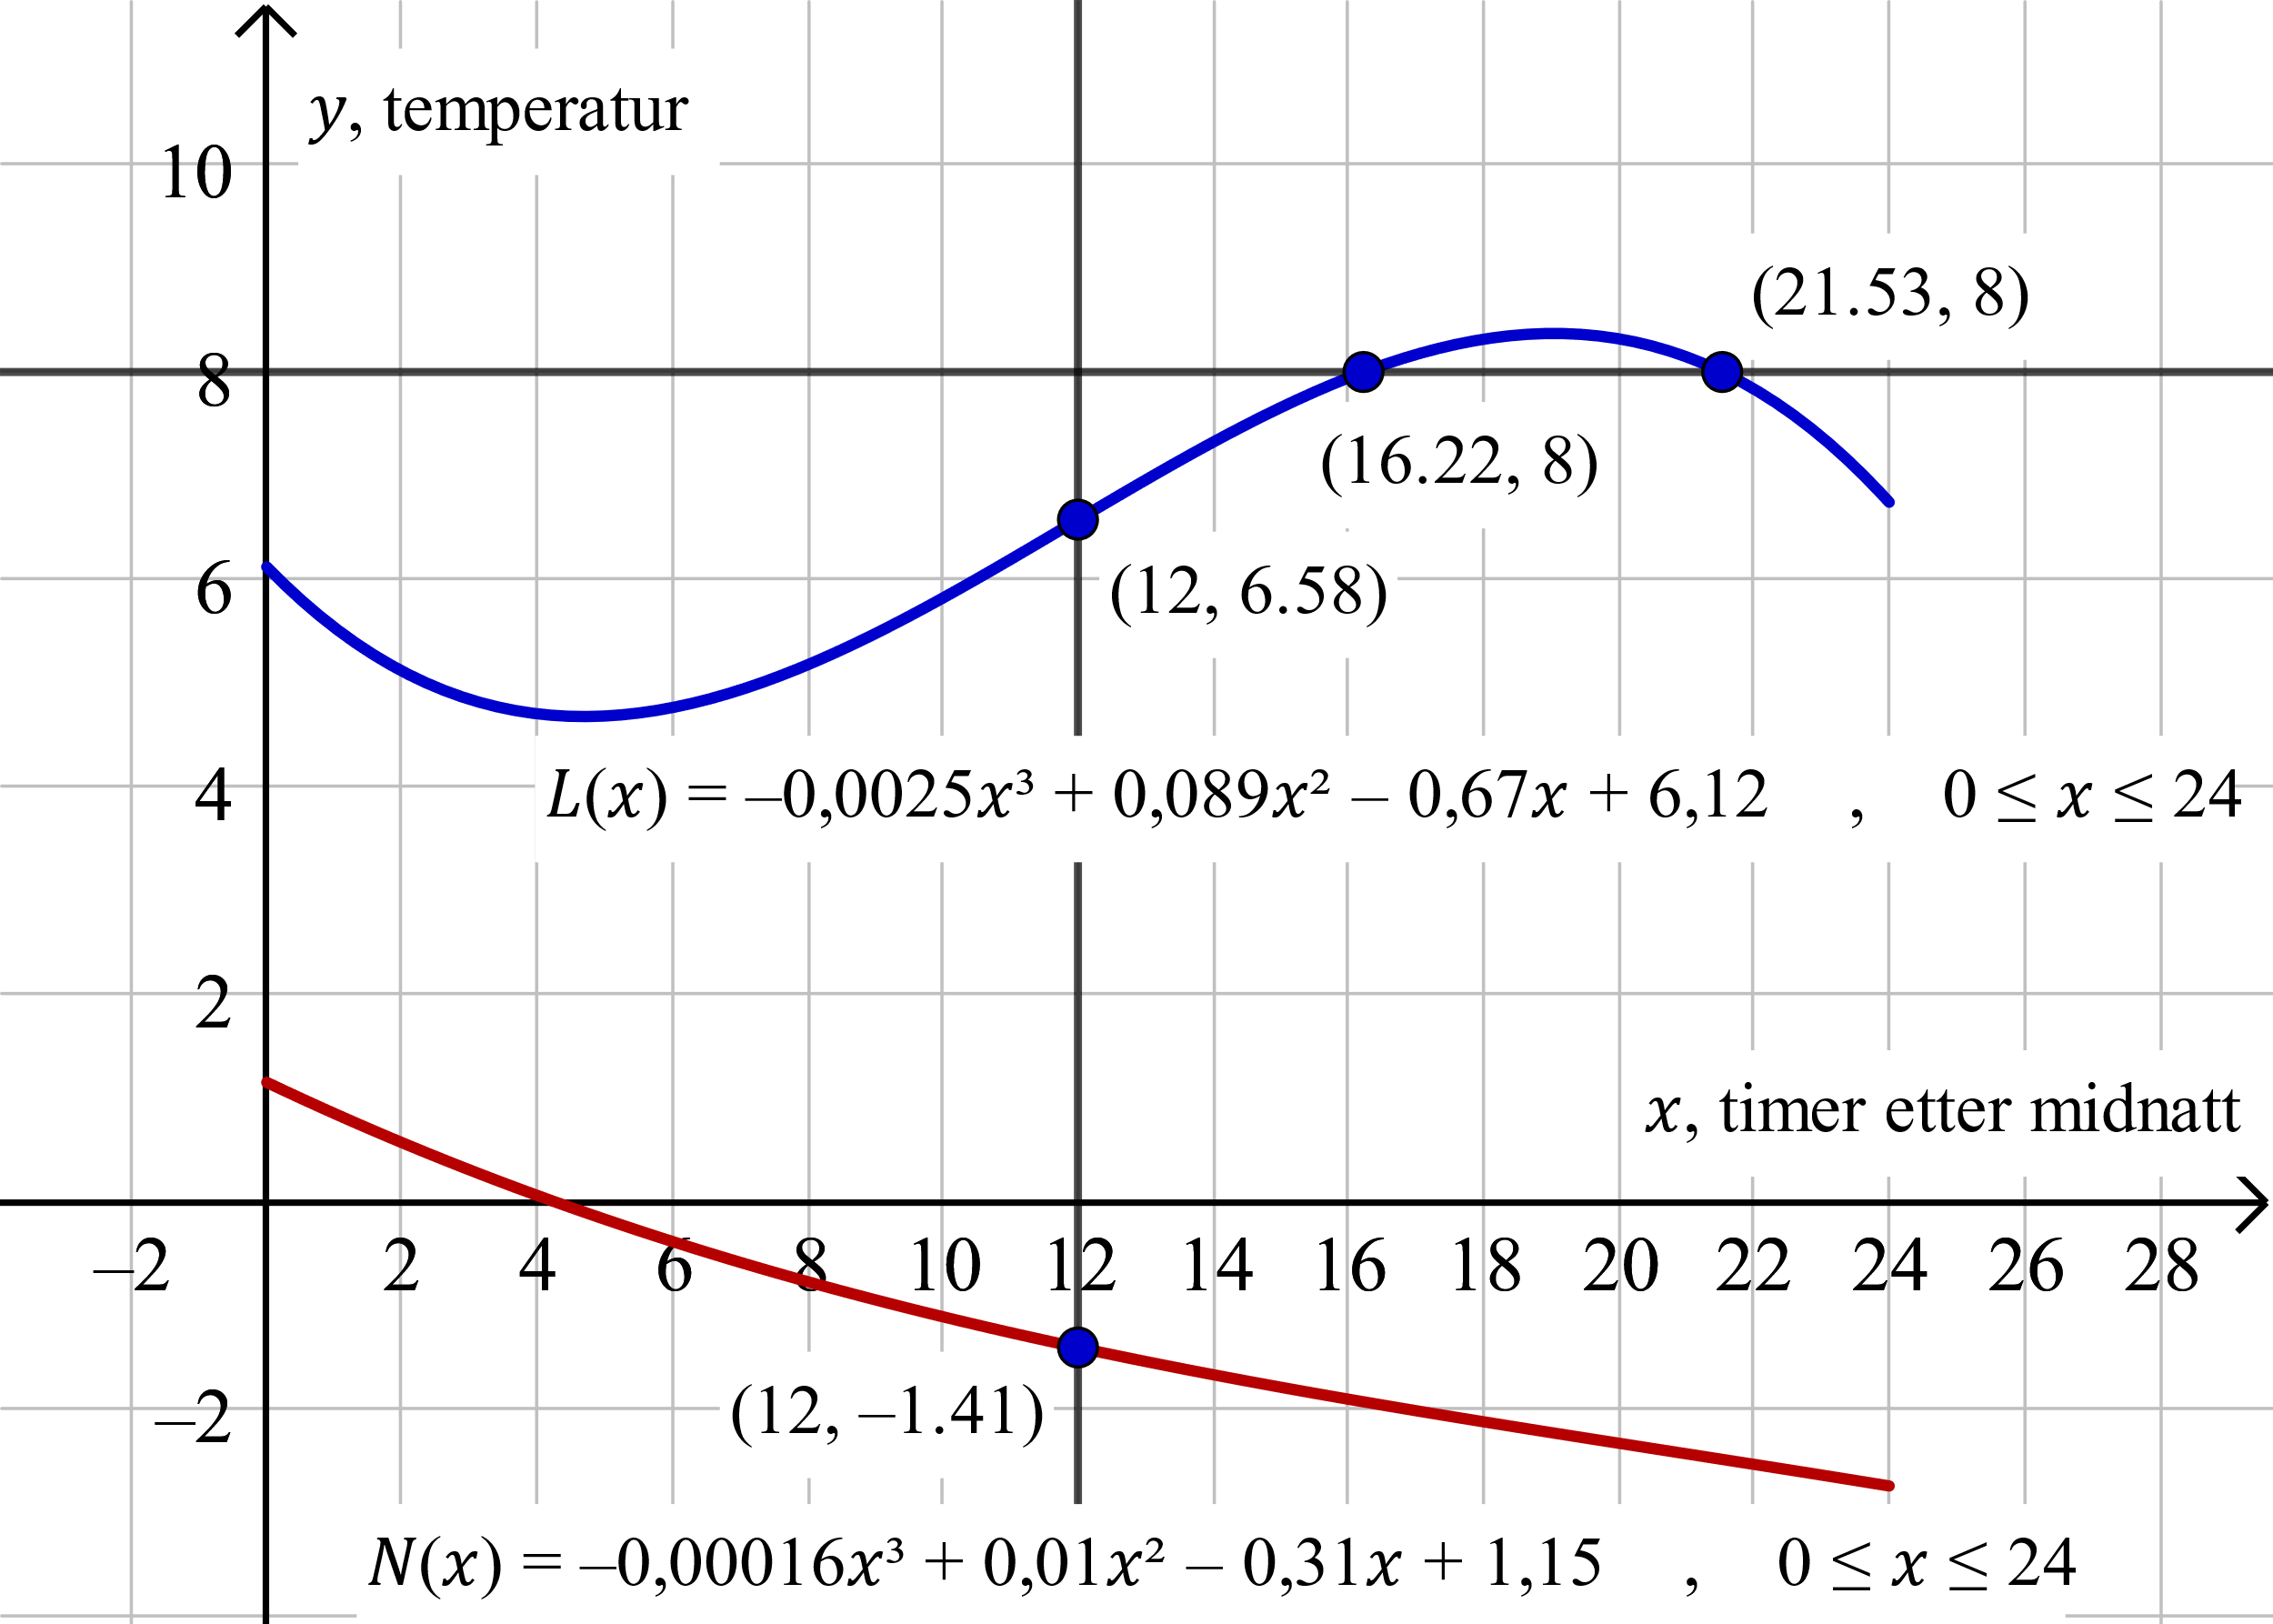 y, temperatur
10
(21.53, 8)
8
(16.22, 8)
6
(12, 6.58)
4
L(x) = –0,0025x³ + 0,089x² – 0,67x + 6,12 , 0 ≤ x ≤ 24
2
x, timer etter midnatt
–2 2 4 6 8 10 12 14 16 18 20 22 24 26 28
–2
(12, –1.41)
N(x) = –0,00016x³ + 0,01x² – 0,31x + 1,15 , 0 ≤ x ≤ 24